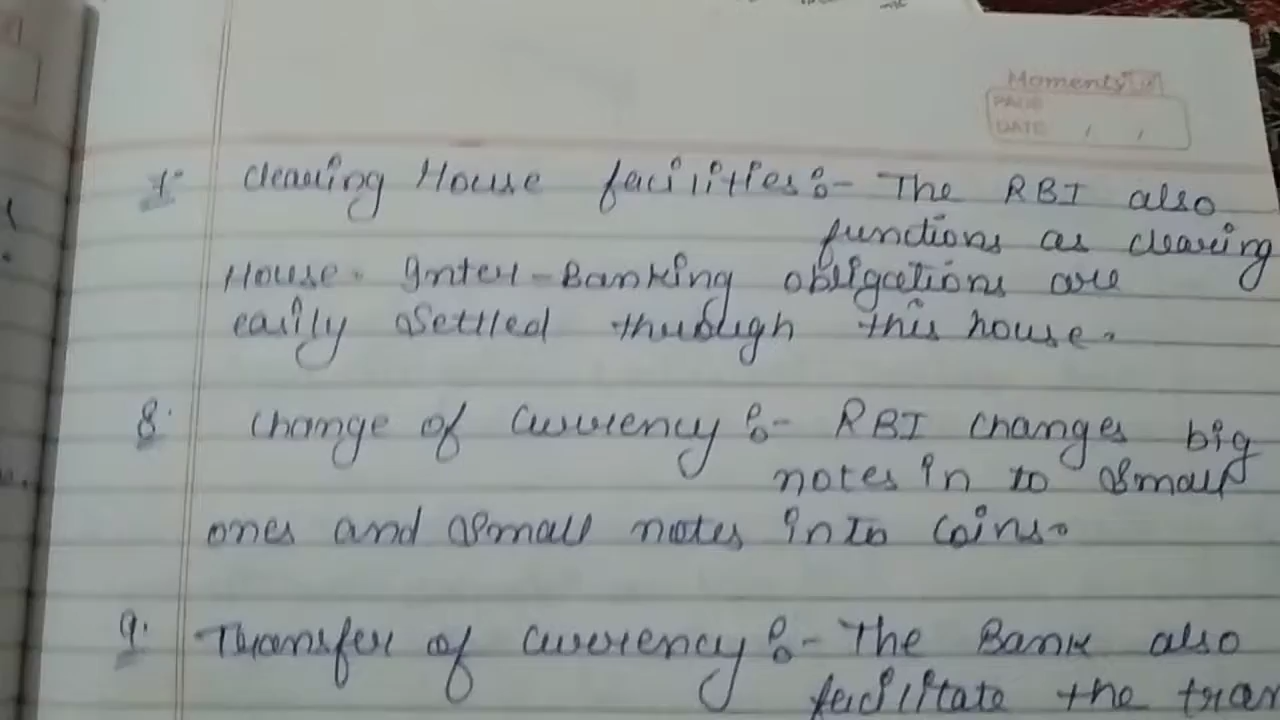 Moments
PAGE
DATE / /
7. clearing House facilities:- The RBI also
functions as clearing
House. Inter-Banking obligations are
easily settled through this house.
8. Change of Currency :- RBI changes big
notes in to small
ones and small notes into coins.
9. Transfer of currency:- The Bank also
facilitate the tran